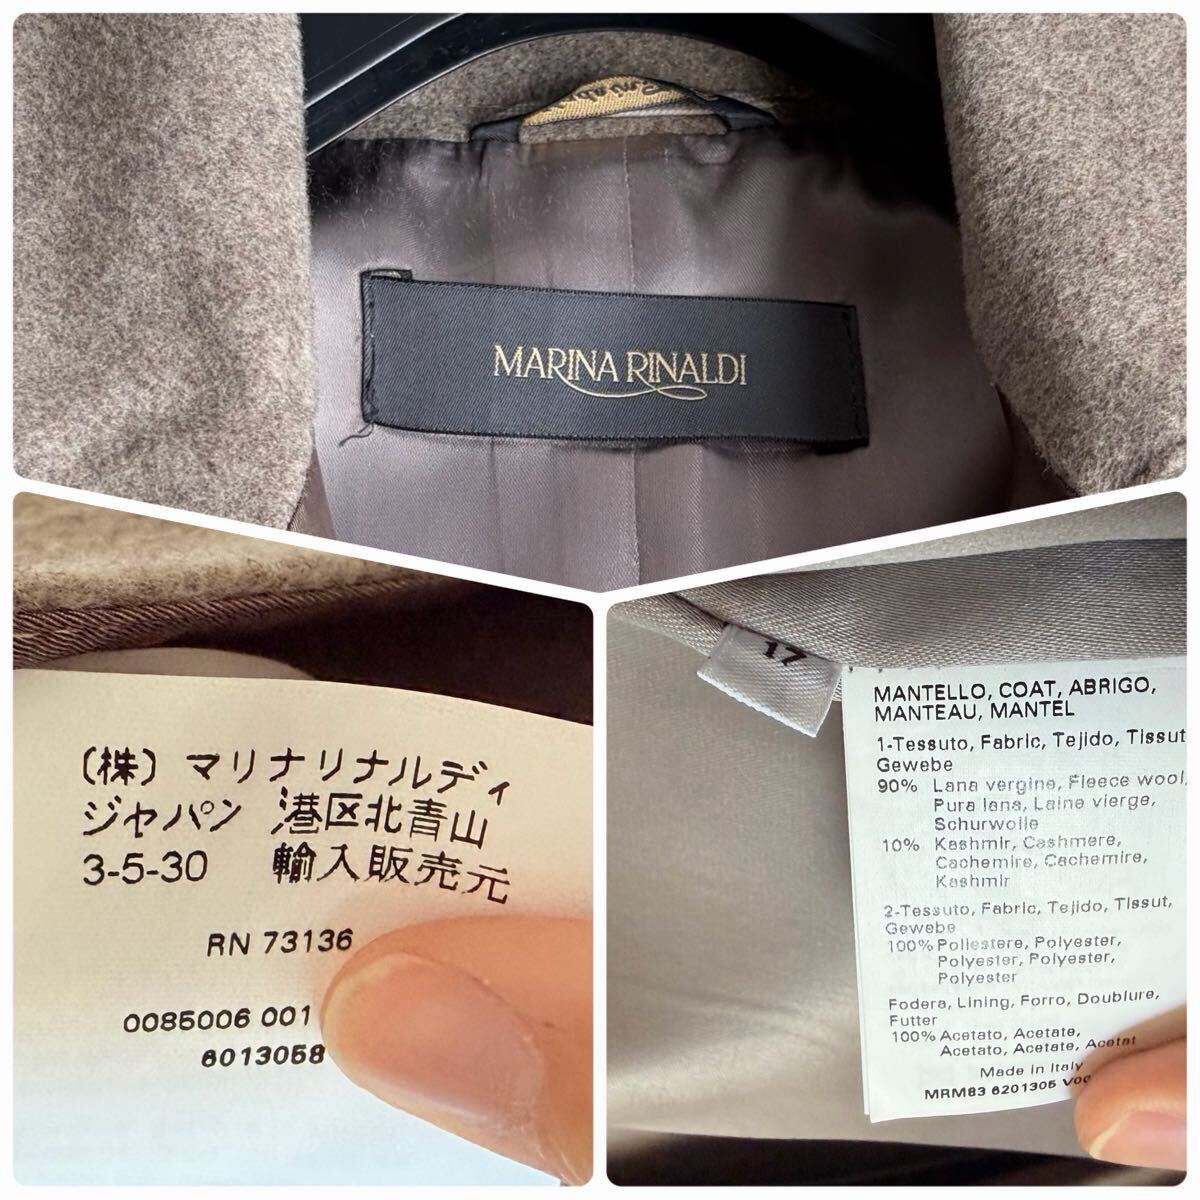 MARINA RINALDI
(株) マリナリナルディ
ジャパン 港区北青山
3-5-30 輸入販売元
RN 73136
0085006 001
6013058
17
MANTELLO, COAT, ABRIGO,
MANTEAU, MANTEL
1-Tessuto, Fabric, Tejido, Tissut
Gewebe
90% Lana vergine, Fleece wool,
Pura lana, Laine vierge,
Schurwolle
10% Kashmir, Cashmere,
Cachemire, Cachemire,
Kashmir
2-Tessuto, Fabric, Tejido, Tissut,
Gewebe
100% Poliestere, Polyester,
Polyester, Polyester,
Polyester
Fodera, Lining, Forro, Doublure,
Futter
100% Acetato, Acetate,
Acetato, Acetate, Acetat
Made in Italy
MRM83 6201305